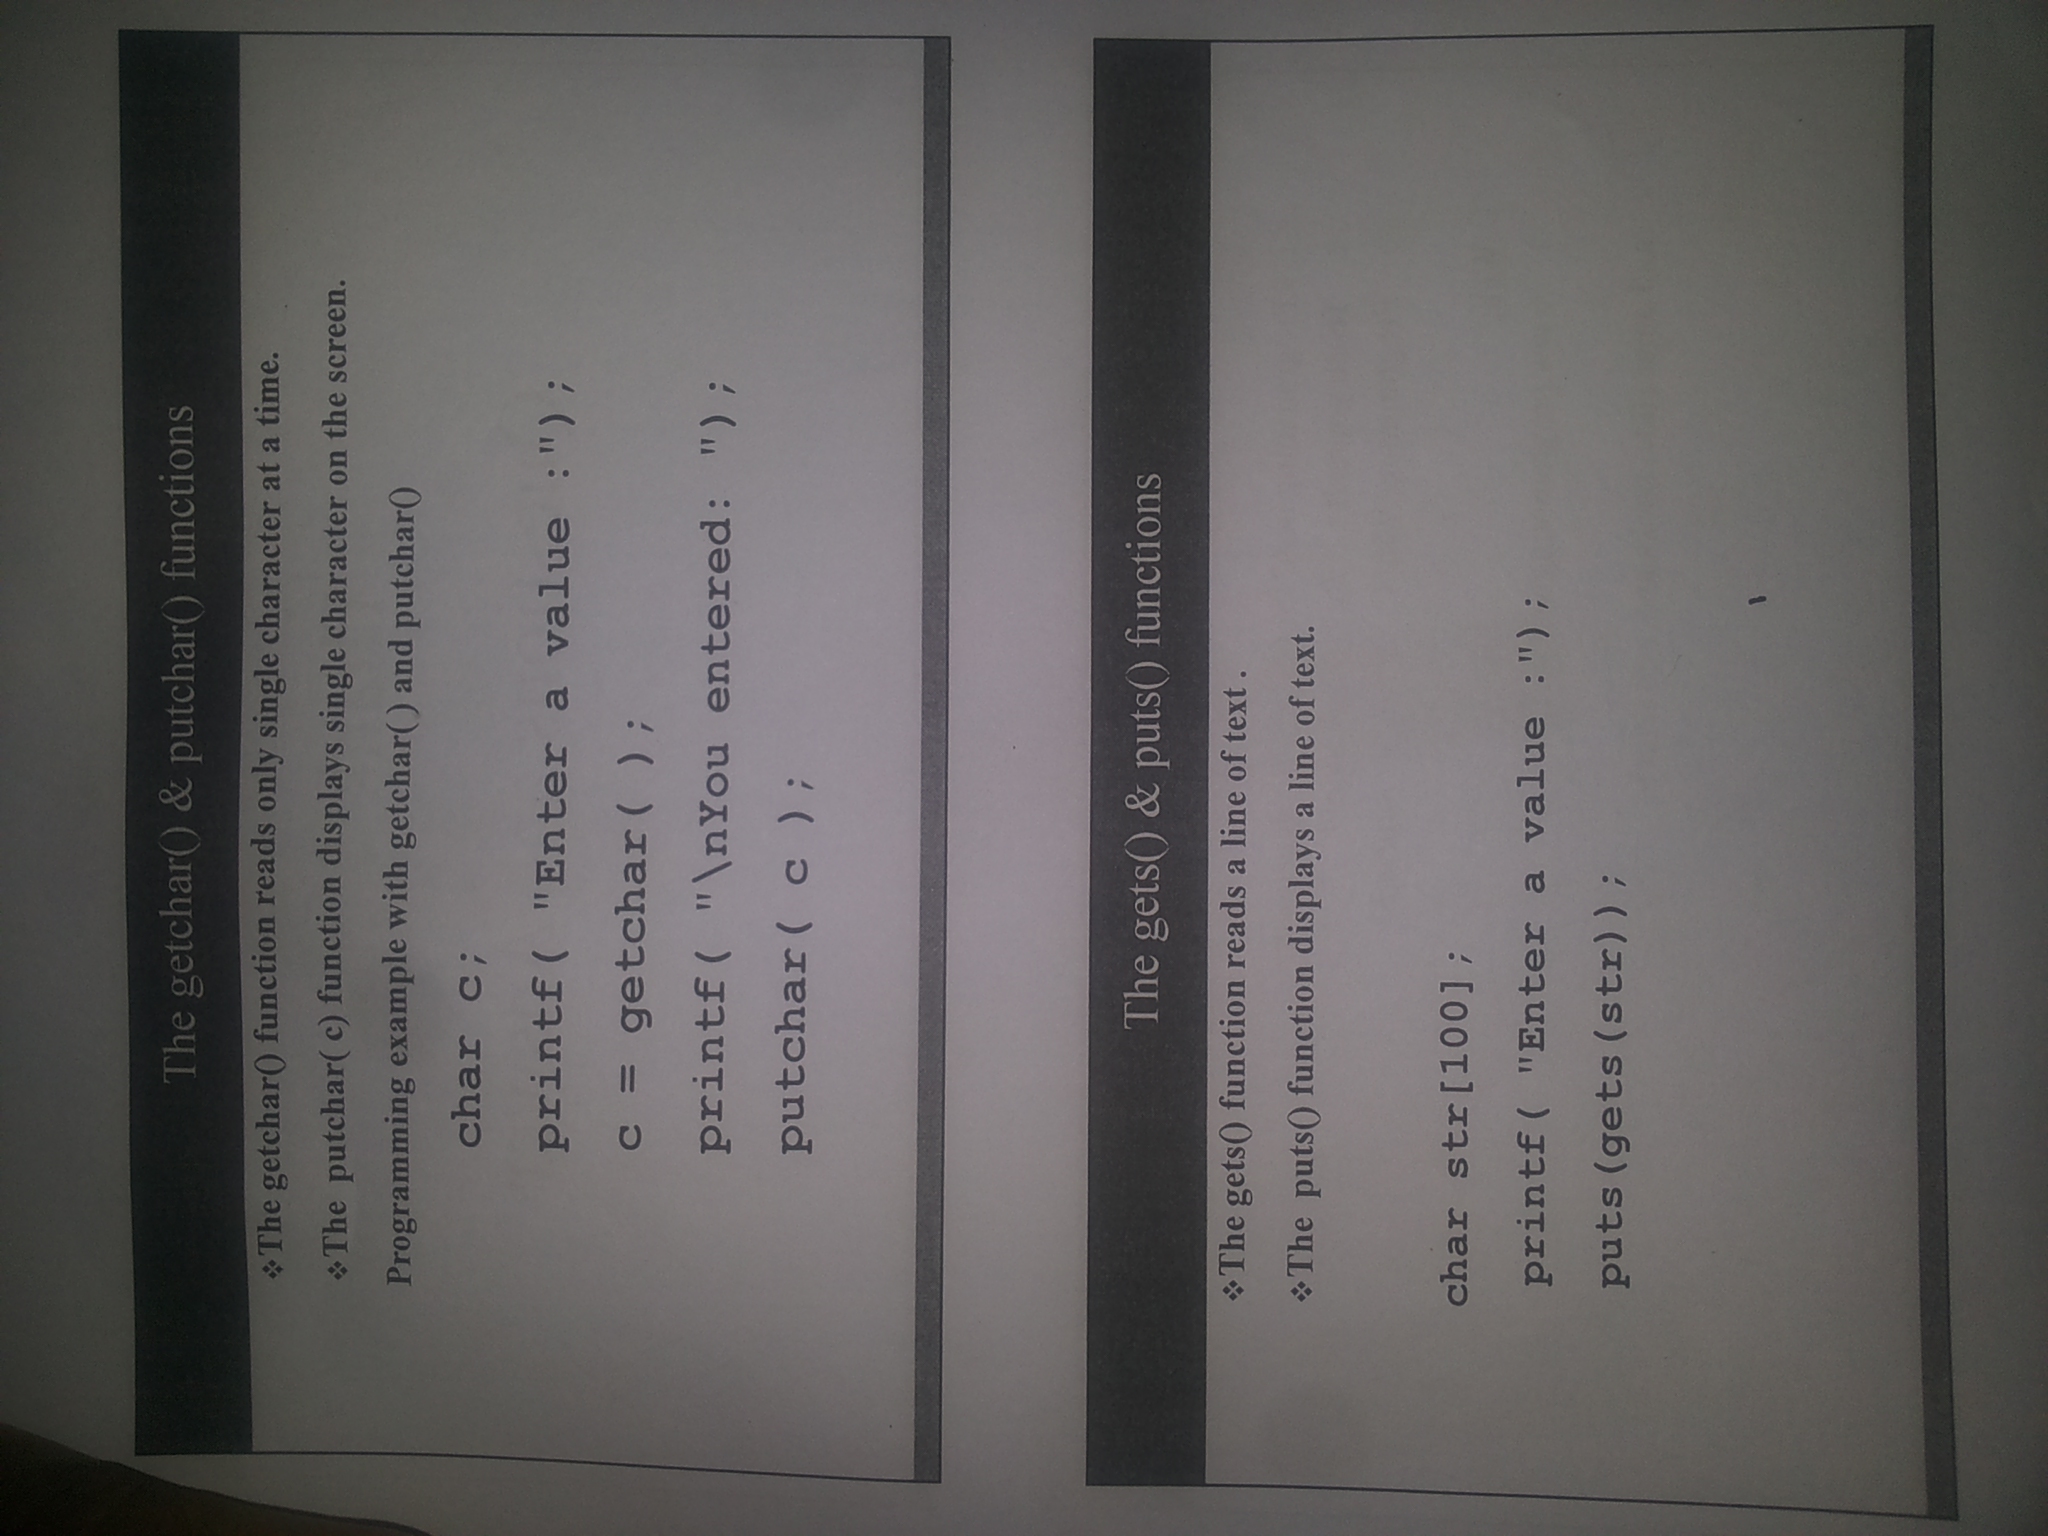 The getchar() & putchar() functions
❖The getchar() function reads only single character at a time.
❖The putchar( c) function displays single character on the screen.
Programming example with getchar( ) and putchar()
char c;
printf( "Enter a value :");
c = getchar( );
printf( "\nYou entered: ");
putchar( c );
The gets() & puts() functions
❖The gets() function reads a line of text .
❖The puts() function displays a line of text.
char str[100];
printf( "Enter a value :");
puts(gets(str));